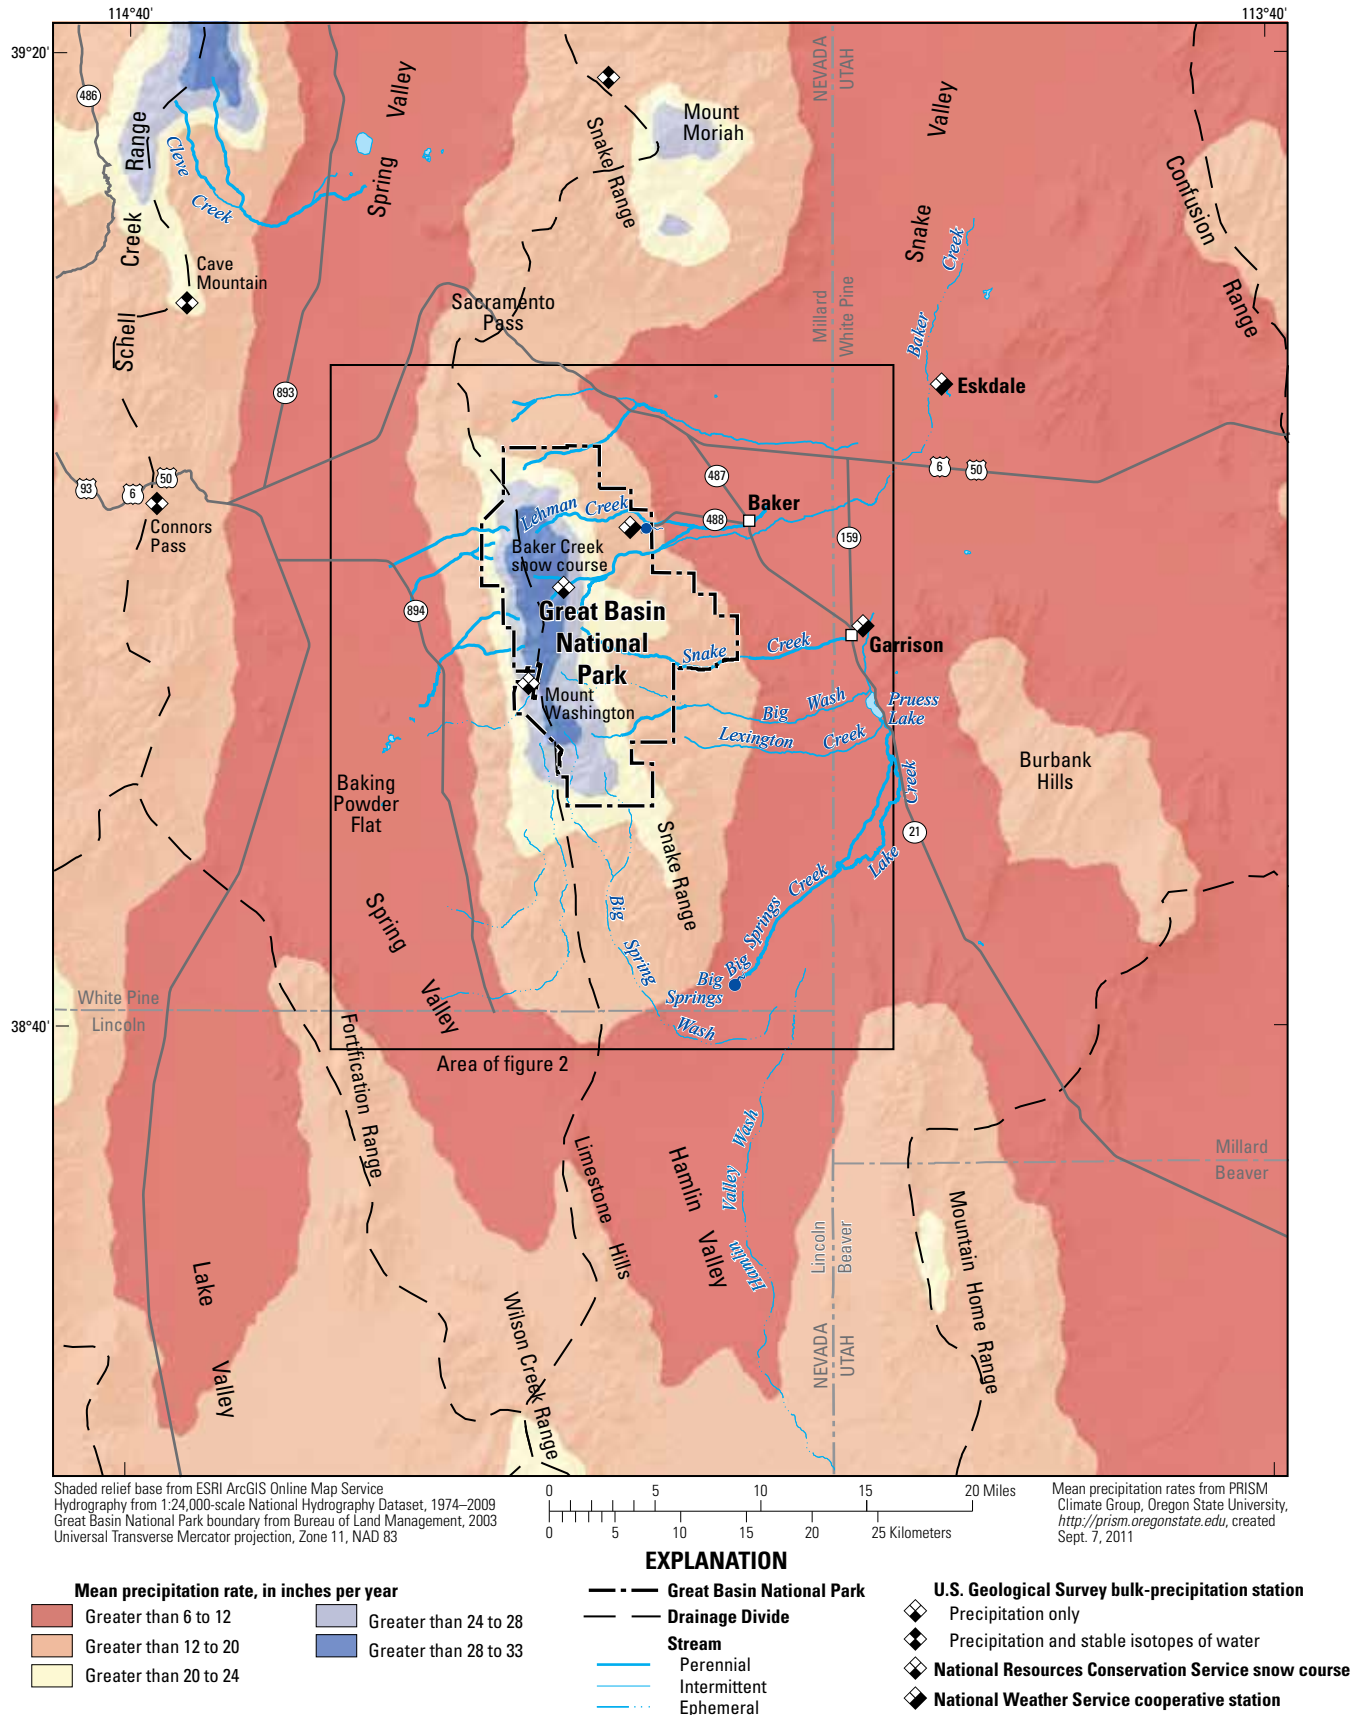 114°40'
113°40'
39°20'
38°40'
486
Schell Creek Range
Cleve Creek
Spring Valley
Cave Mountain
Snake Range
Mount Moriah
NEVADA
UTAH
Snake Valley
Confusion Range
Sacramento Pass
Millard
White Pine
Baker Creek
Eskdale
893
93
6
50
Connors Pass
487
6
50
Baker
488
159
Lehman Creek
Baker Creek snow course
894
Great Basin National Park
Snake Creek
Garrison
Mount Washington
Big Wash
Pruess Lake
Lexington Creek
Burbank Hills
Baking Powder Flat
Lake Creek
21
Snake Range
Big Springs Creek
Spring Valley
Big Spring Wash
Big Springs
White Pine
Lincoln
Area of figure 2
Fortification Range
Limestone Hills
Hamlin Valley
Hamlin Valley Wash
Millard
Beaver
Lincoln
Beaver
Mountain Home Range
Lake Valley
Wilson Creek Range
NEVADA
UTAH
Shaded relief base from ESRI ArcGIS Online Map Service
Hydrography from 1:24,000-scale National Hydrography Dataset, 1974–2009
Great Basin National Park boundary from Bureau of Land Management, 2003
Universal Transverse Mercator projection, Zone 11, NAD 83
0 5 10 15 20 Miles
0 5 10 15 20 25 Kilometers
Mean precipitation rates from PRISM
Climate Group, Oregon State University,
http://prism.oregonstate.edu, created
Sept. 7, 2011
EXPLANATION
Mean precipitation rate, in inches per year
Greater than 6 to 12
Greater than 12 to 20
Greater than 20 to 24
Greater than 24 to 28
Greater than 28 to 33
Great Basin National Park
Drainage Divide
Stream
Perennial
Intermittent
Ephemeral
U.S. Geological Survey bulk-precipitation station
Precipitation only
Precipitation and stable isotopes of water
National Resources Conservation Service snow course
National Weather Service cooperative station